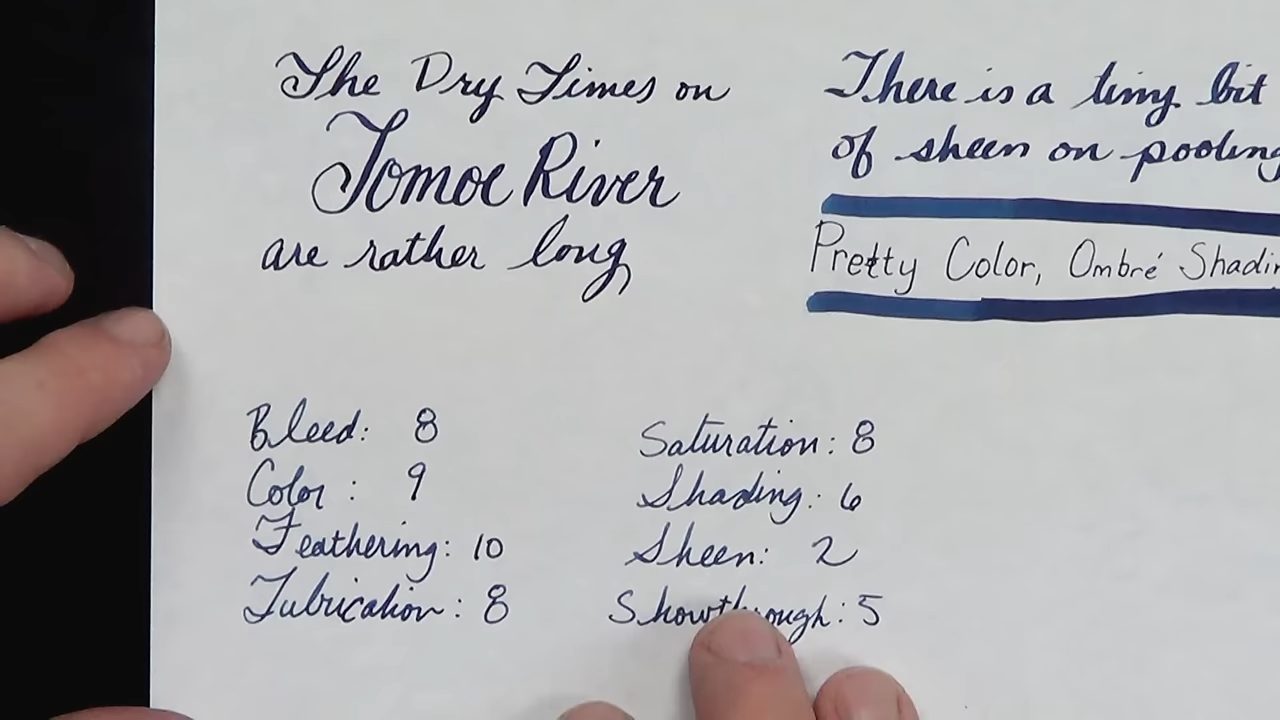 The Dry Times on
Tomoe River
are rather long
There is a tiny bit
of sheen on pooling
Pretty Color, Ombré Shadin
Bleed: 8
Color: 9
Feathering: 10
Lubrication: 8
Saturation: 8
Shading: 6
Sheen: 2
Showthrough: 5